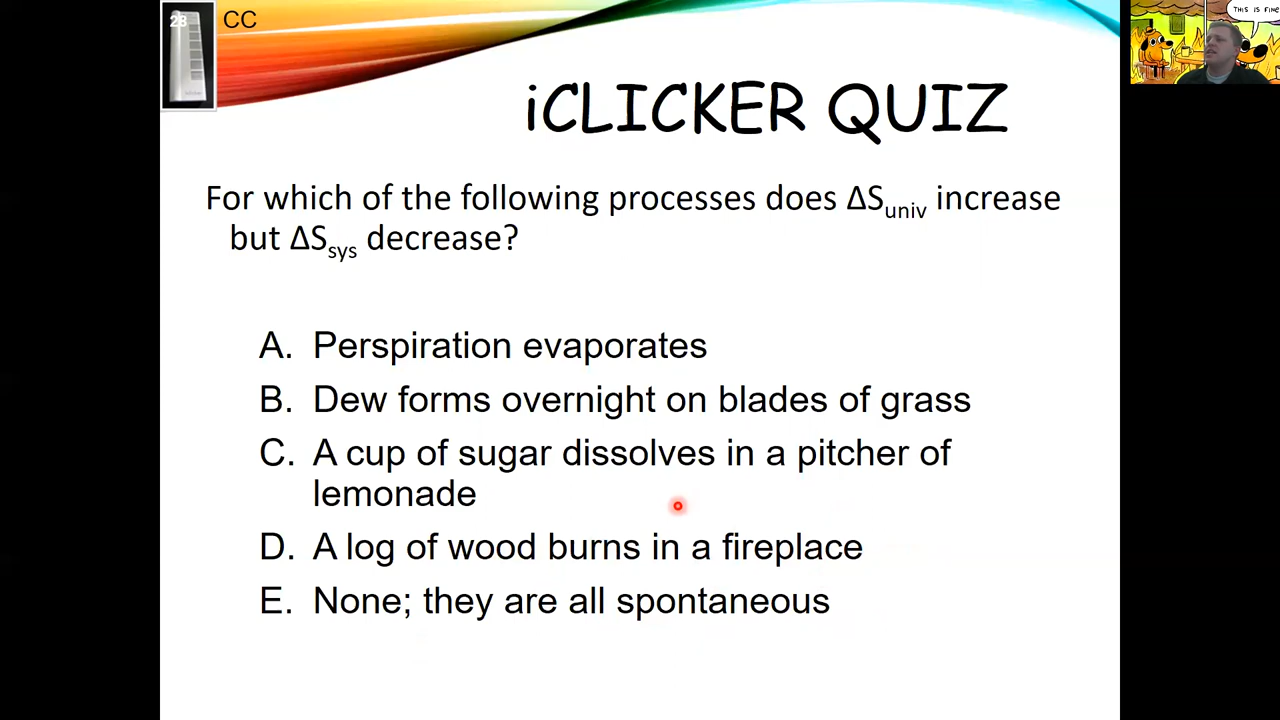 23
CC
THIS IS FINE
iCLICKER QUIZ
For which of the following processes does ΔSuniv increase
but ΔSsys decrease?
A. Perspiration evaporates
B. Dew forms overnight on blades of grass
C. A cup of sugar dissolves in a pitcher of
lemonade
D. A log of wood burns in a fireplace
E. None; they are all spontaneous